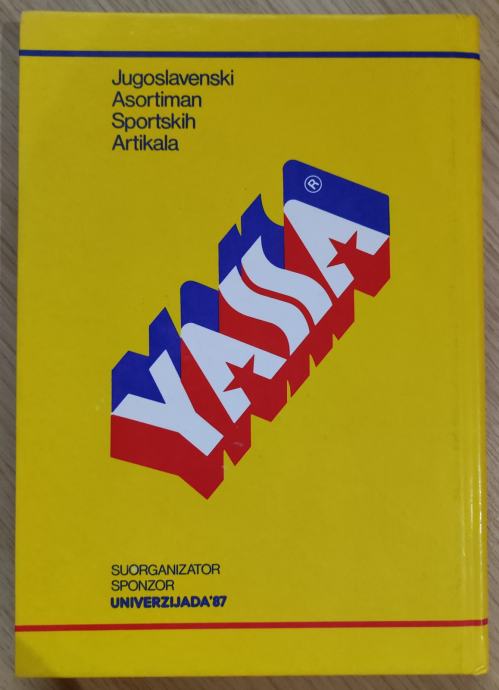 Jugoslavenski
Asortiman
Sportskih
Artikala
YASSA®
SUORGANIZATOR
SPONZOR
UNIVERZIJADA'87